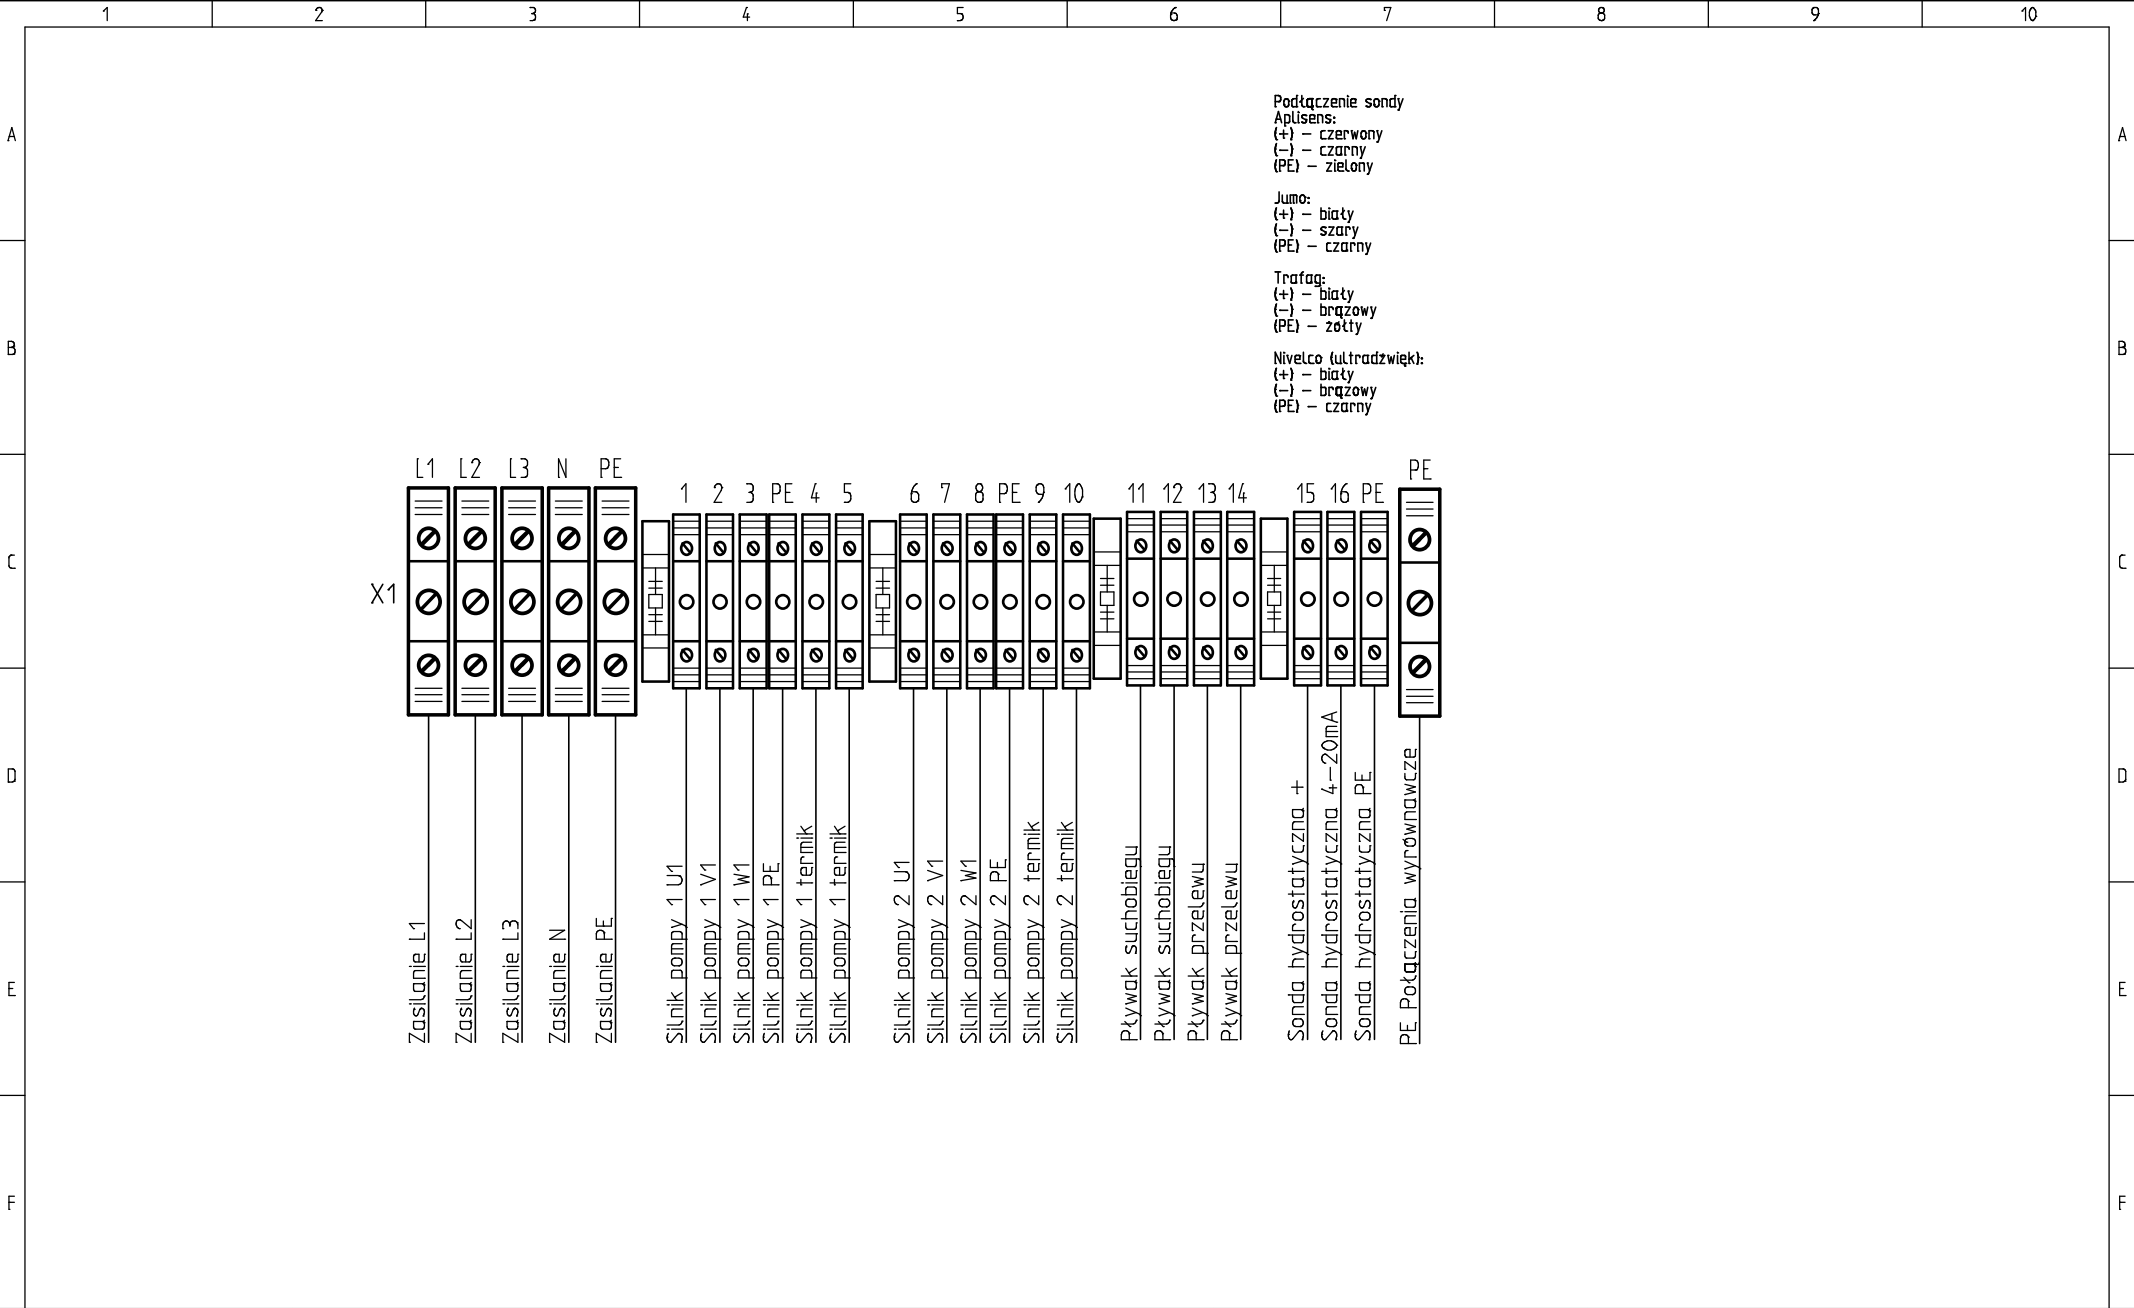 1 2 3 4 5 6 7 8 9 10
A A
Podłączenie sondy
Aplisens:
(+) – czerwony
(–) – czarny
(PE) – zielony
Jumo:
(+) – biały
(–) – szary
(PE) – czarny
Trafag:
(+) – biały
(–) – brązowy
(PE) – żółty
B B
Nivelco (ultradźwięk):
(+) – biały
(–) – brązowy
(PE) – czarny
L1 L2 L3 N PE PE
1 2 3 PE 4 5 6 7 8 PE 9 10 11 12 13 14 15 16 PE
C C
X1
D D
Zasilanie L1
Zasilanie L2
Zasilanie L3
Zasilanie N
Zasilanie PE
Silnik pompy 1 U1
Silnik pompy 1 V1
Silnik pompy 1 W1
Silnik pompy 1 PE
Silnik pompy 1 termik
Silnik pompy 1 termik
Silnik pompy 2 U1
Silnik pompy 2 V1
Silnik pompy 2 W1
Silnik pompy 2 PE
Silnik pompy 2 termik
Silnik pompy 2 termik
Pływak suchobiegu
Pływak suchobiegu
Pływak przelewu
Pływak przelewu
Sonda hydrostatyczna +
Sonda hydrostatyczna 4–20mA
Sonda hydrostatyczna PE
PE Połączenia wyrównawcze
E E
F F